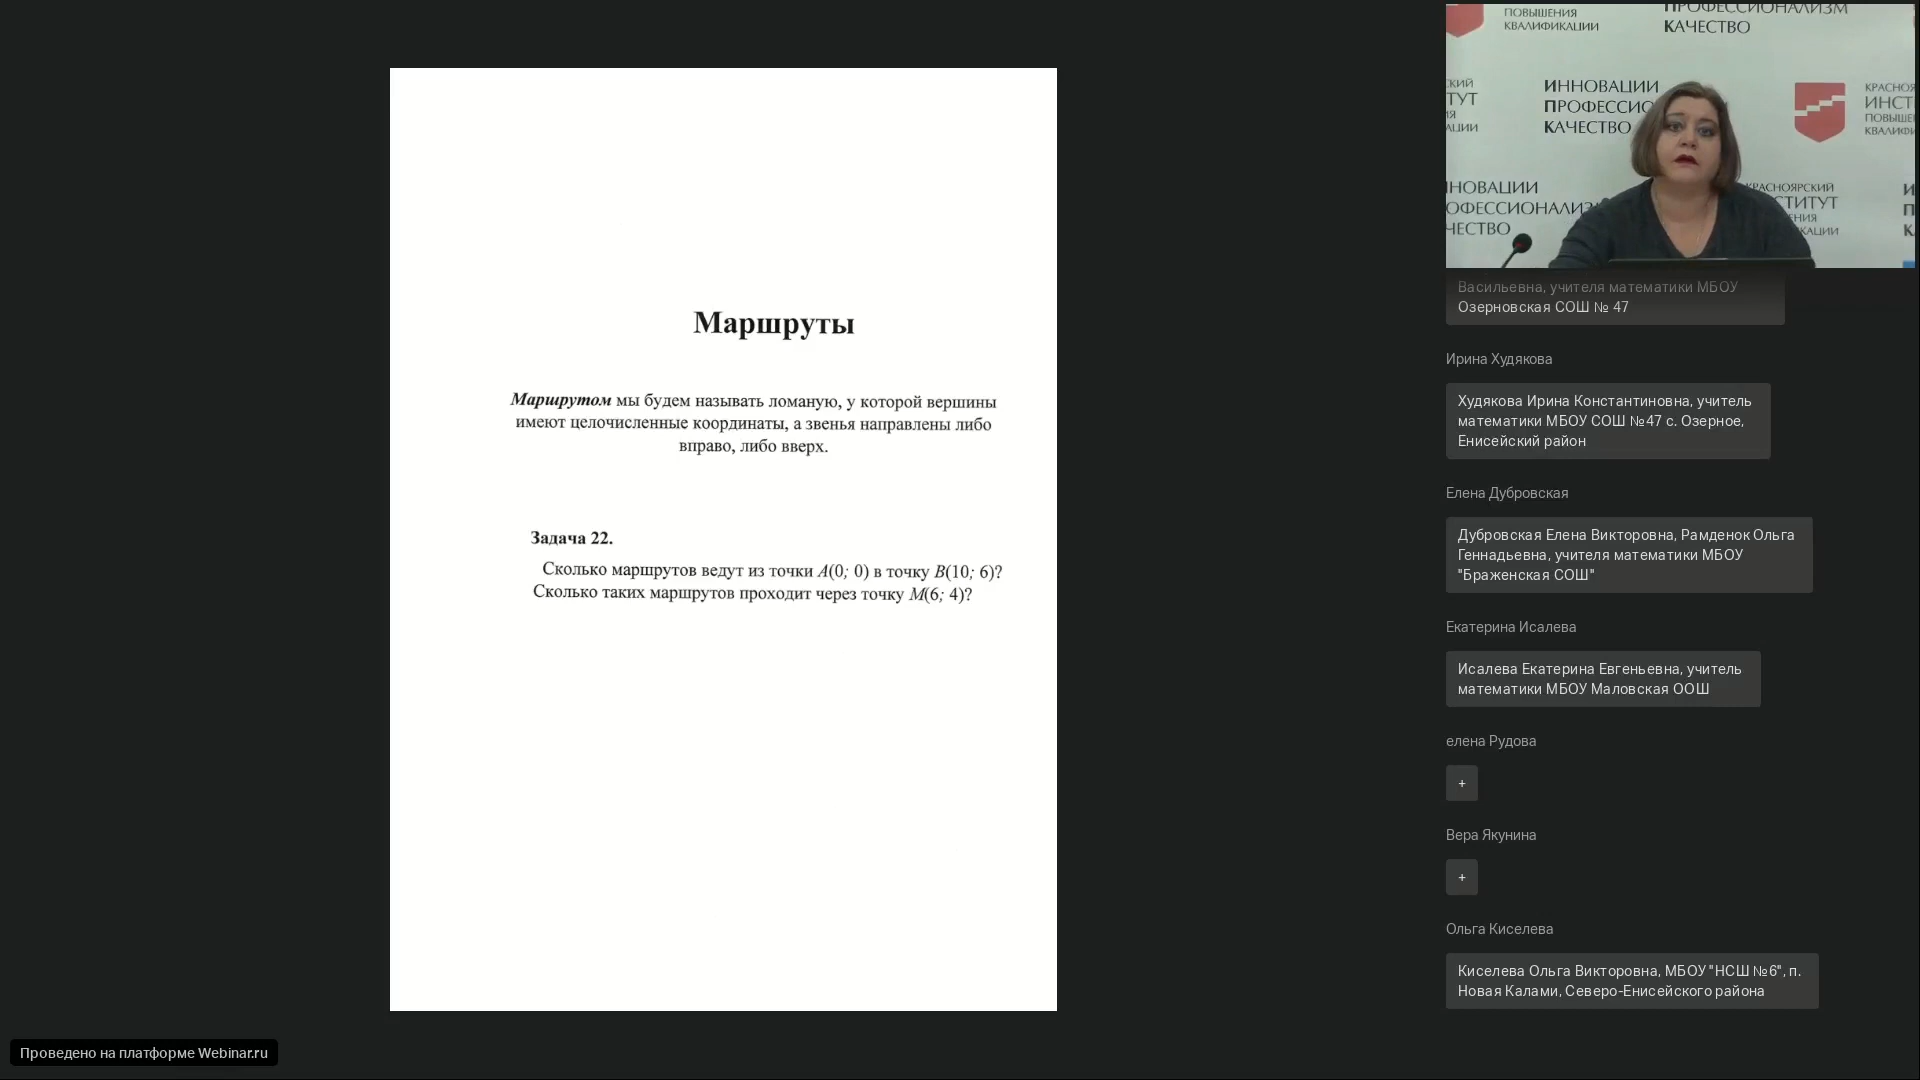 Маршруты
Маршрутом мы будем называть ломаную, у которой вершины
имеют целочисленные координаты, а звенья направлены либо
вправо, либо вверх.
Задача 22.
Сколько маршрутов ведут из точки A(0; 0) в точку B(10; 6)?
Сколько таких маршрутов проходит через точку M(6; 4)?
Проведено на платформе Webinar.ru
ПОВЫШЕНИЯ
КВАЛИФИКАЦИИ
ПРОФЕССИОНАЛИЗМ
КАЧЕСТВО
ИННОВАЦИИ
КАЧЕСТВО
КРАСНОЯРСКИЙ
Васильевна, учителя математики МБОУ
Озерновская СОШ № 47
Ирина Худякова
Худякова Ирина Константиновна, учитель
математики МБОУ СОШ №47 с. Озерное,
Енисейский район
Елена Дубровская
Дубровская Елена Викторовна, Рамденок Ольга
Геннадьевна, учителя математики МБОУ
"Браженская СОШ"
Екатерина Исалева
Исалева Екатерина Евгеньевна, учитель
математики МБОУ Маловская ООШ
елена Рудова
+
Вера Якунина
+
Ольга Киселева
Киселева Ольга Викторовна, МБОУ "НСШ №6", п.
Новая Калами, Северо-Енисейского района